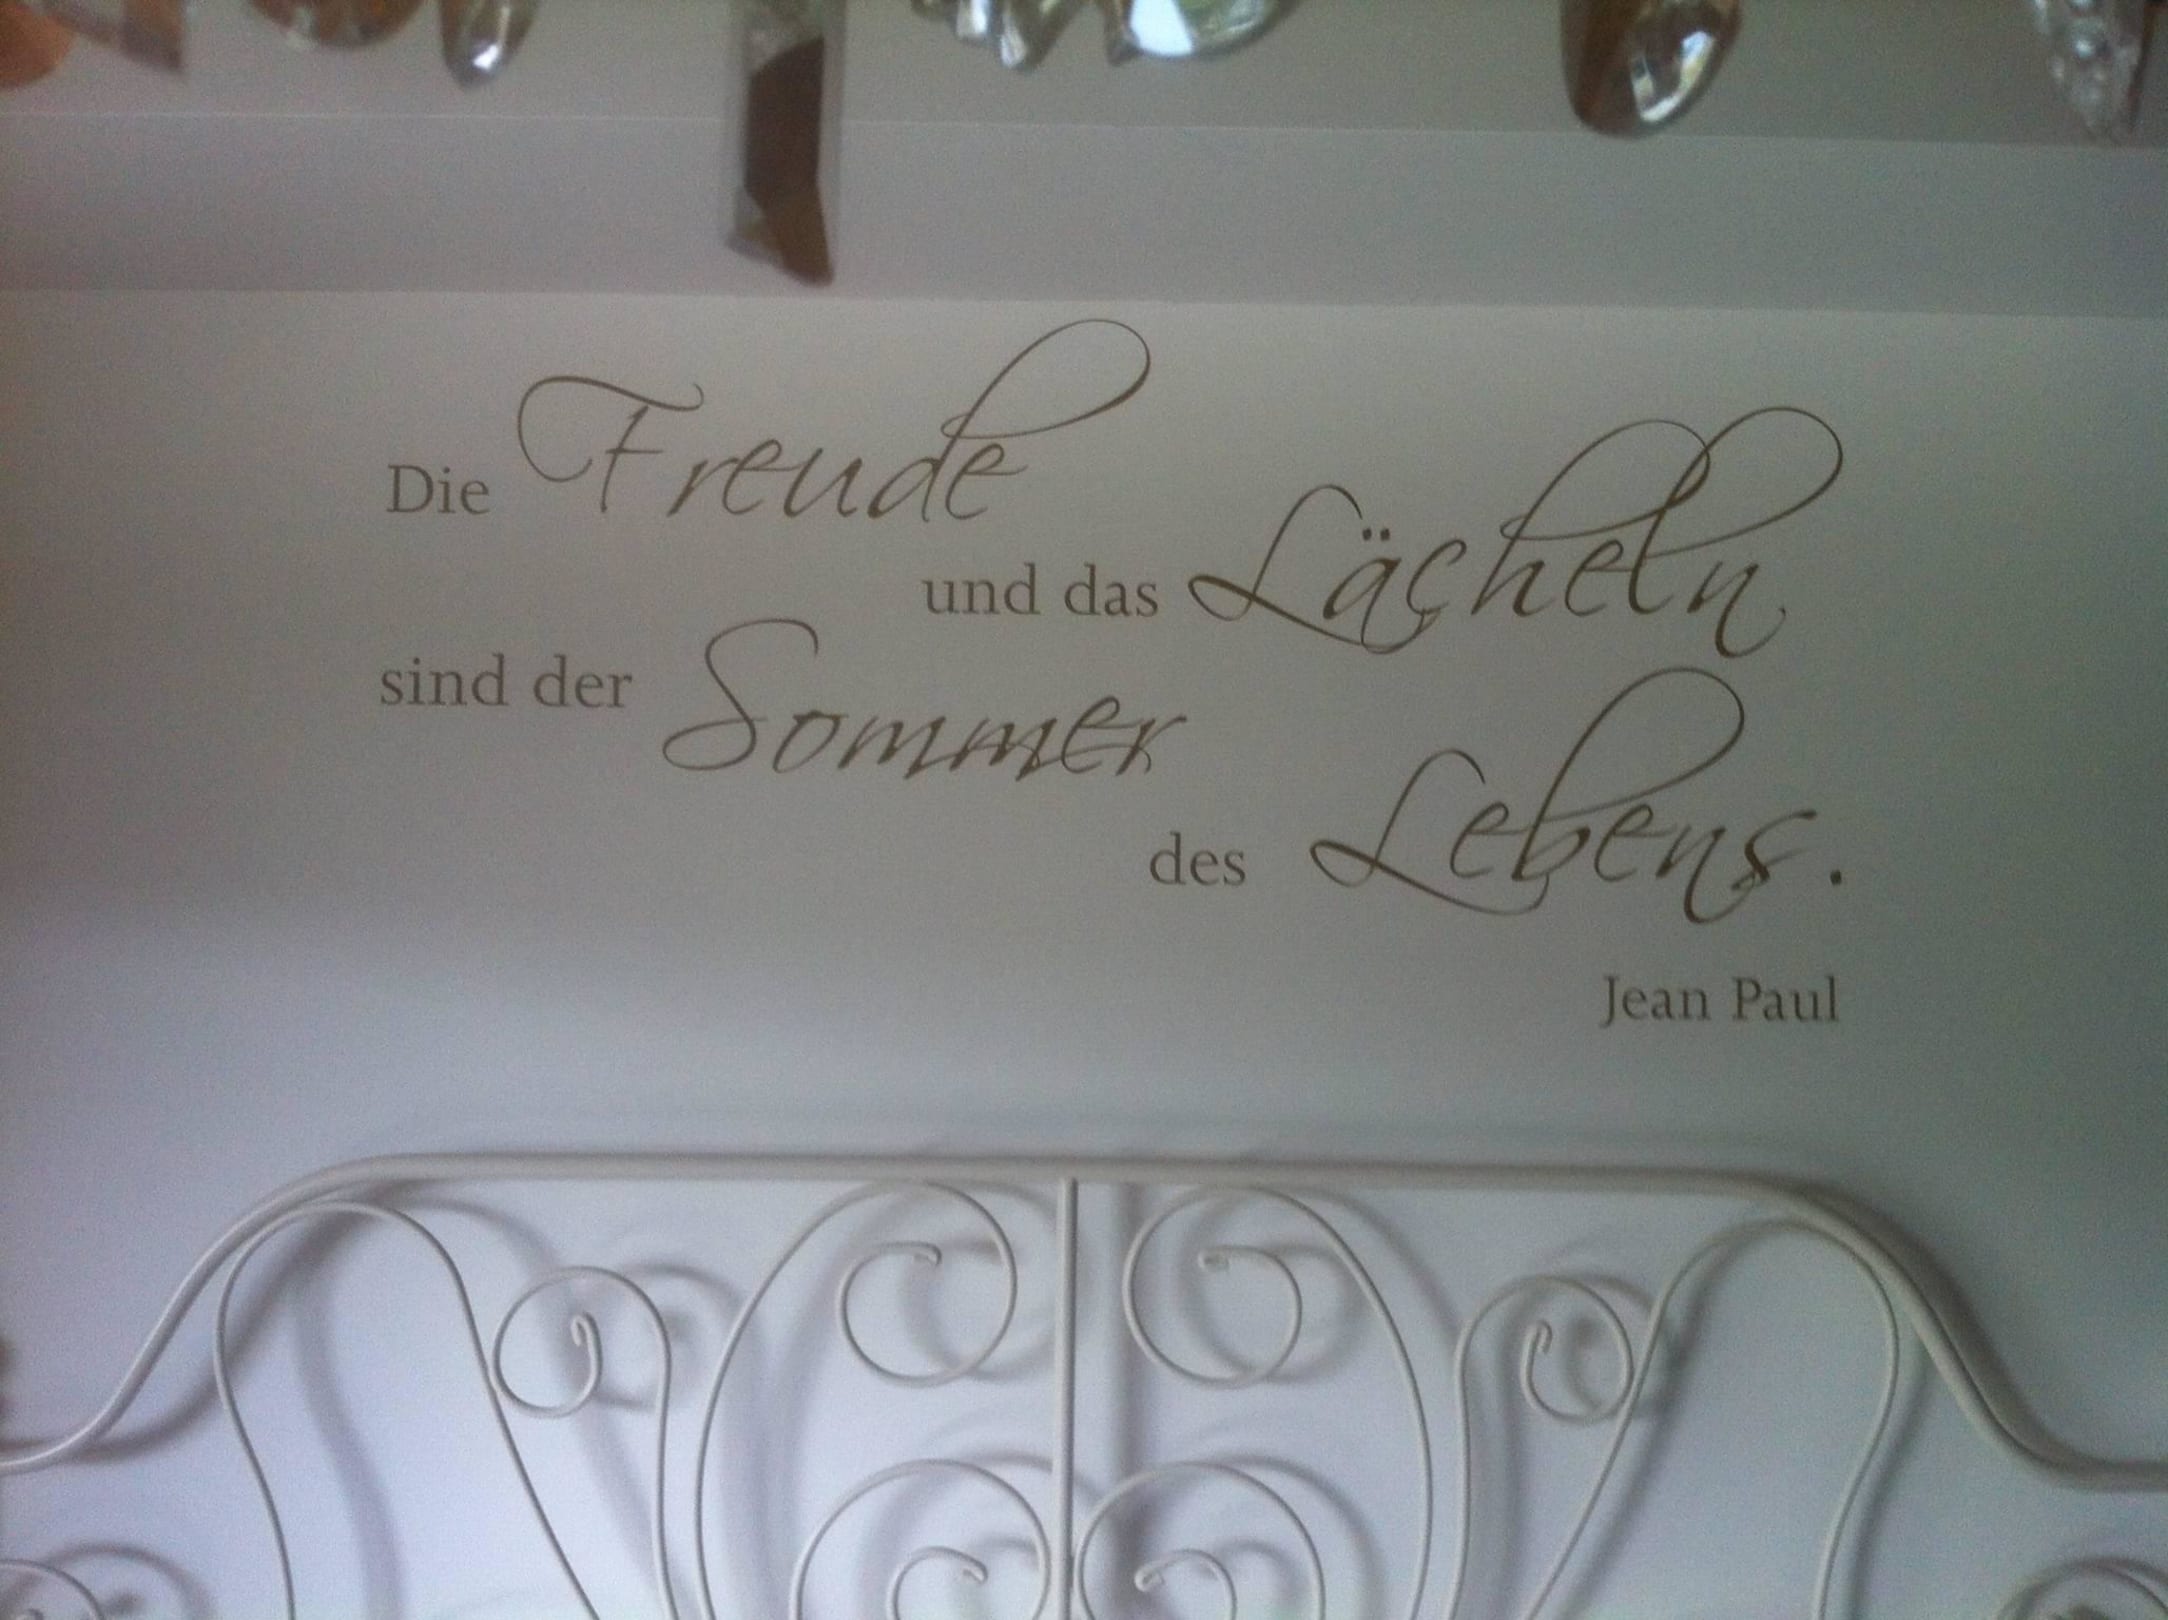 Die Freude
und das Lächeln
sind der Sommer
des Lebens.
Jean Paul